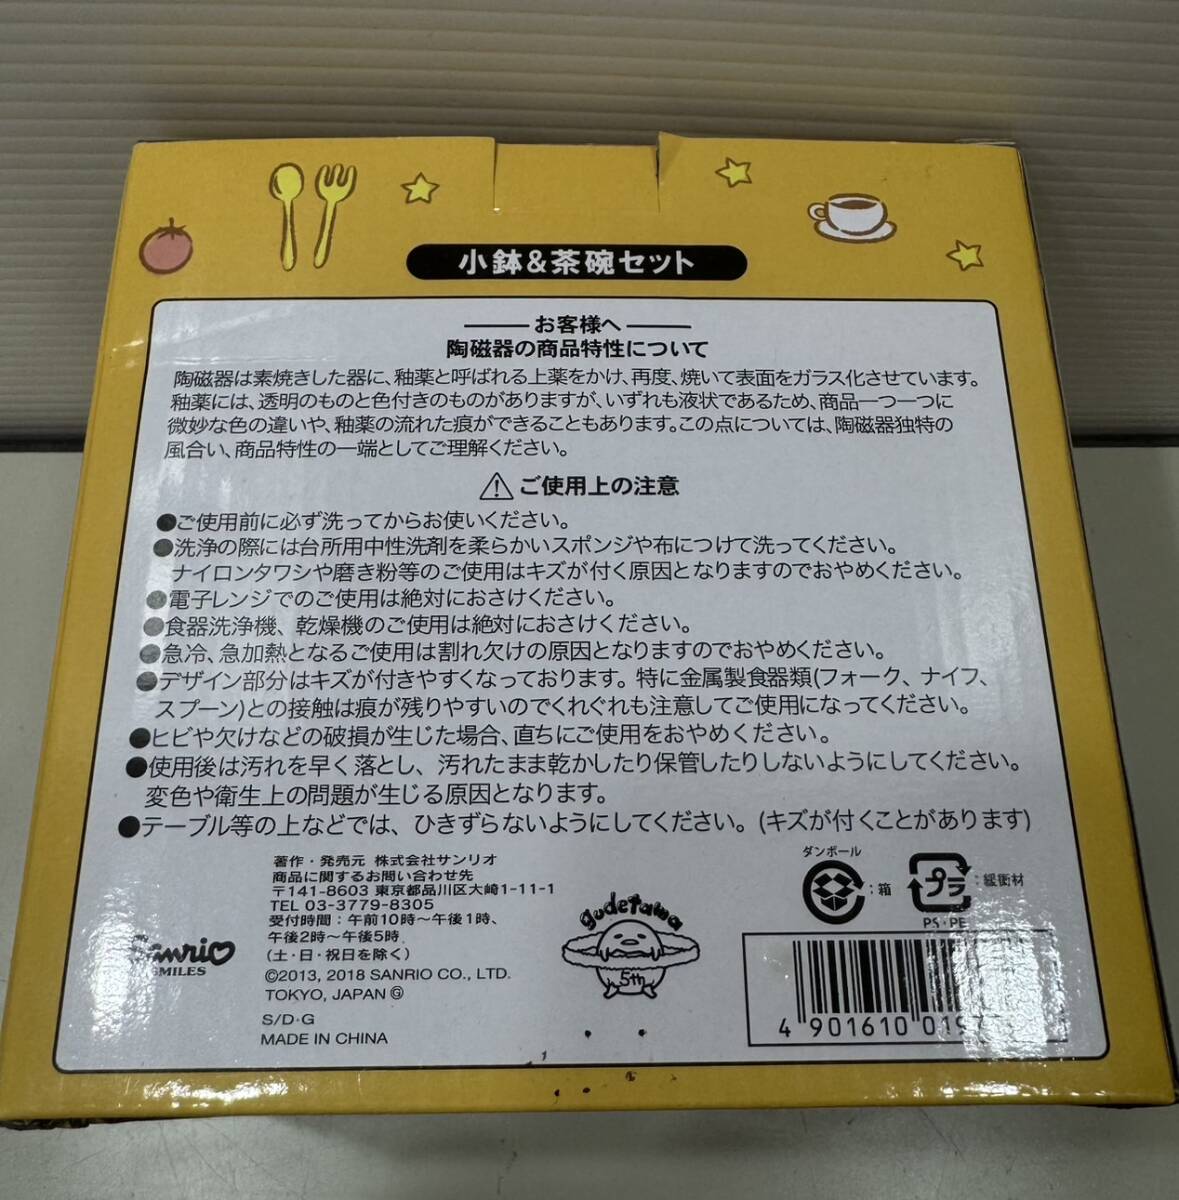 小鉢&茶碗セット
お客様へ
陶磁器の商品特性について
陶磁器は素焼きした器に、釉薬と呼ばれる上薬をかけ、再度、焼いて表面をガラス化させています。
釉薬には、透明のものと色付きのものがありますが、いずれも液状であるため、商品一つ一つに
微妙な色の違いや、釉薬の流れた痕ができることもあります。この点については、陶磁器独特の
風合い、商品特性の一端としてご理解ください。
ご使用上の注意
●ご使用前に必ず洗ってからお使いください。
●洗浄の際には台所用中性洗剤を柔らかいスポンジや布につけて洗ってください。
ナイロンタワシや磨き粉等のご使用はキズが付く原因となりますのでおやめください。
●電子レンジでのご使用は絶対におさけください。
●食器洗浄機、乾燥機のご使用は絶対におさけください。
●急冷、急加熱となるご使用は割れ欠けの原因となりますのでおやめください。
●デザイン部分はキズが付きやすくなっております。特に金属製食器類(フォーク、ナイフ、
スプーン)との接触は痕が残りやすいのでくれぐれも注意してご使用になってください。
●ヒビや欠けなどの破損が生じた場合、直ちにご使用をおやめください。
●使用後は汚れを早く落とし、汚れたまま乾かしたり保管したりしないようにしてください。
変色や衛生上の問題が生じる原因となります。
●テーブル等の上などでは、ひきずらないようにしてください。(キズが付くことがあります)
著作・発売元 株式会社サンリオ
商品に関するお問い合わせ先
〒141-8603 東京都品川区大崎1-11-1
TEL 03-3779-8305
受付時間：午前10時～午後1時、
午後2時～午後5時
(土・日・祝日を除く)
©2013, 2018 SANRIO CO., LTD.
TOKYO, JAPAN Ⓖ
S/D・G
MADE IN CHINA
Sanrio
SMILES
gudetama
5th
ダンボール
：箱
プラ
：緩衝材
PS・PE
4 901610 019